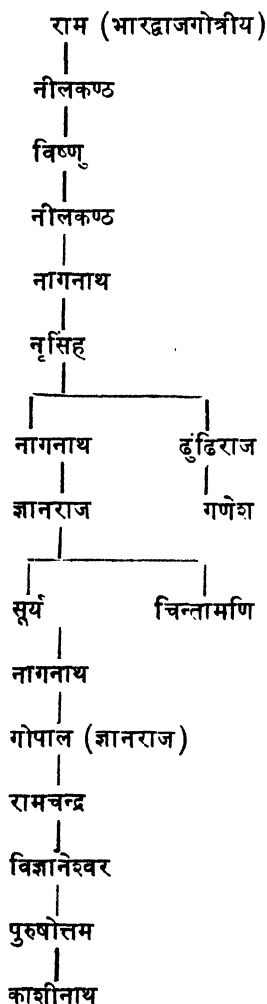 राम (भारद्वाजगोत्रीय)
नीलकण्ठ
विष्णु
नीलकण्ठ
नागनाथ
नृसिंह
नागनाथ ढुंढिराज
ज्ञानराज गणेश
सूर्य चिन्तामणि
नागनाथ
गोपाल (ज्ञानराज)
रामचन्द्र
विज्ञानेश्वर
पुरुषोत्तम
काशीनाथ